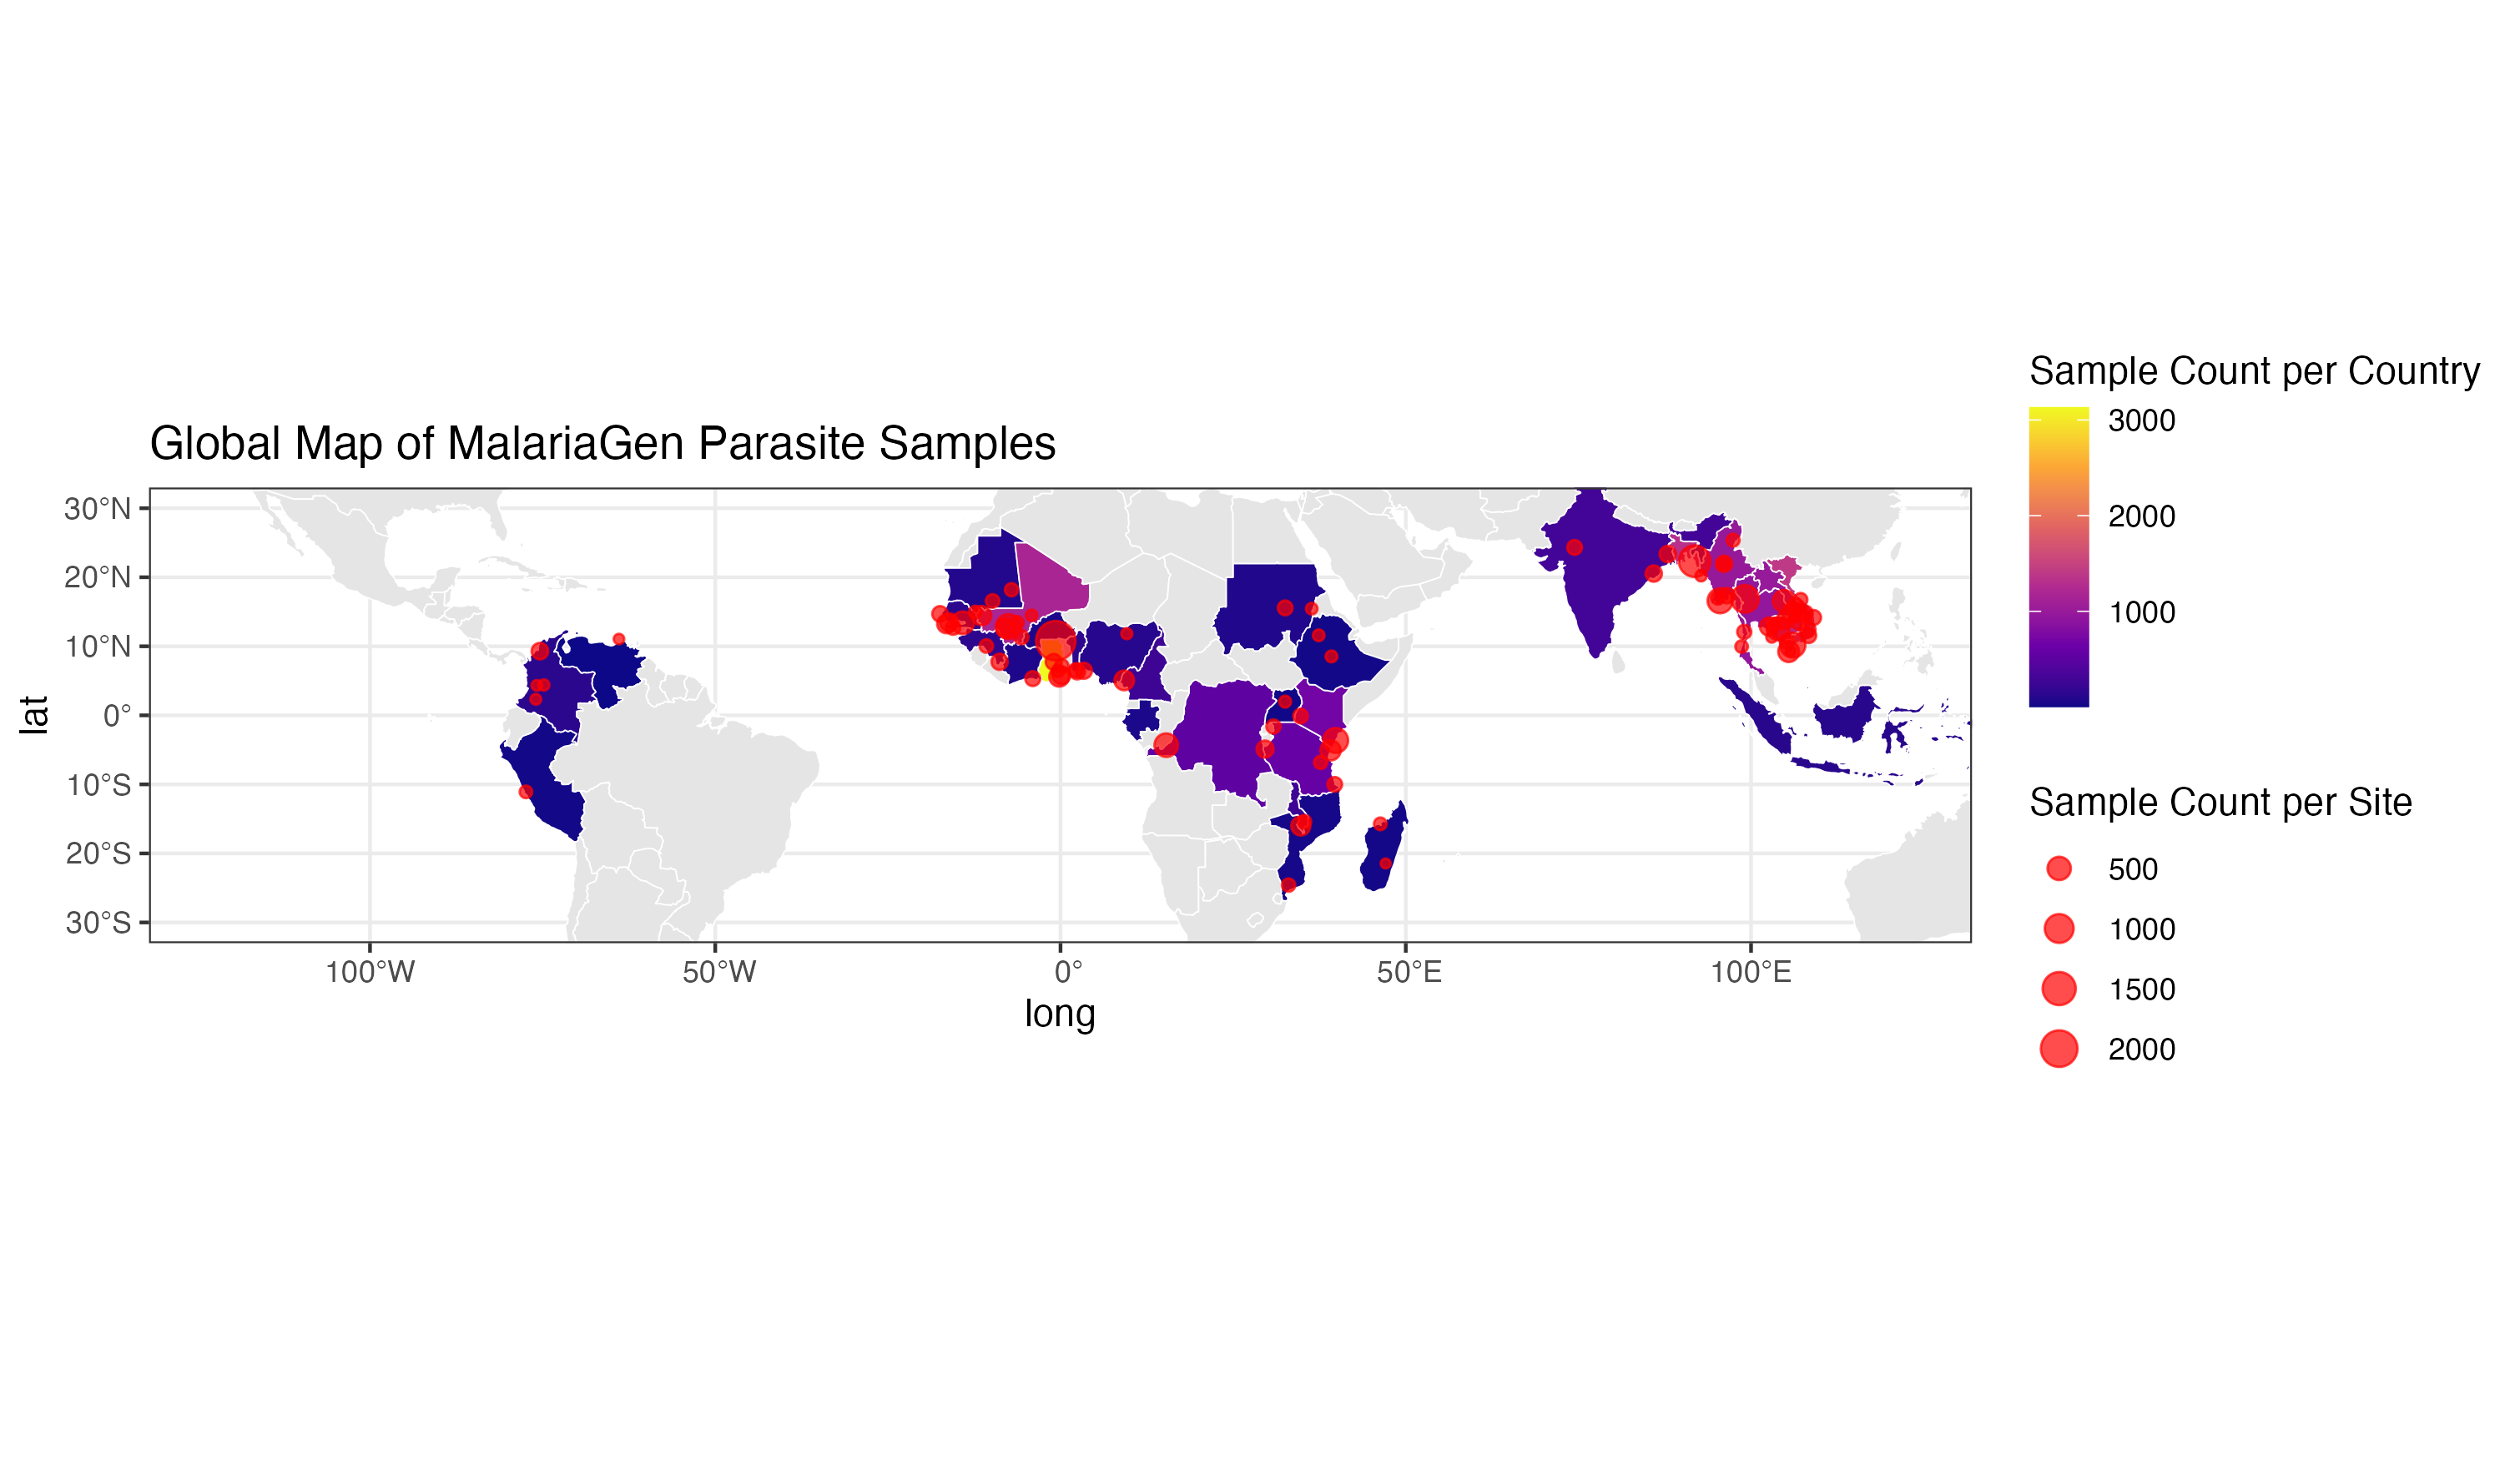 Global Map of MalariaGen Parasite Samples
30°N
20°N
10°N
0°
10°S
20°S
30°S
lat
100°W
50°W
0°
50°E
100°E
long
Sample Count per Country
3000
2000
1000
Sample Count per Site
500
1000
1500
2000